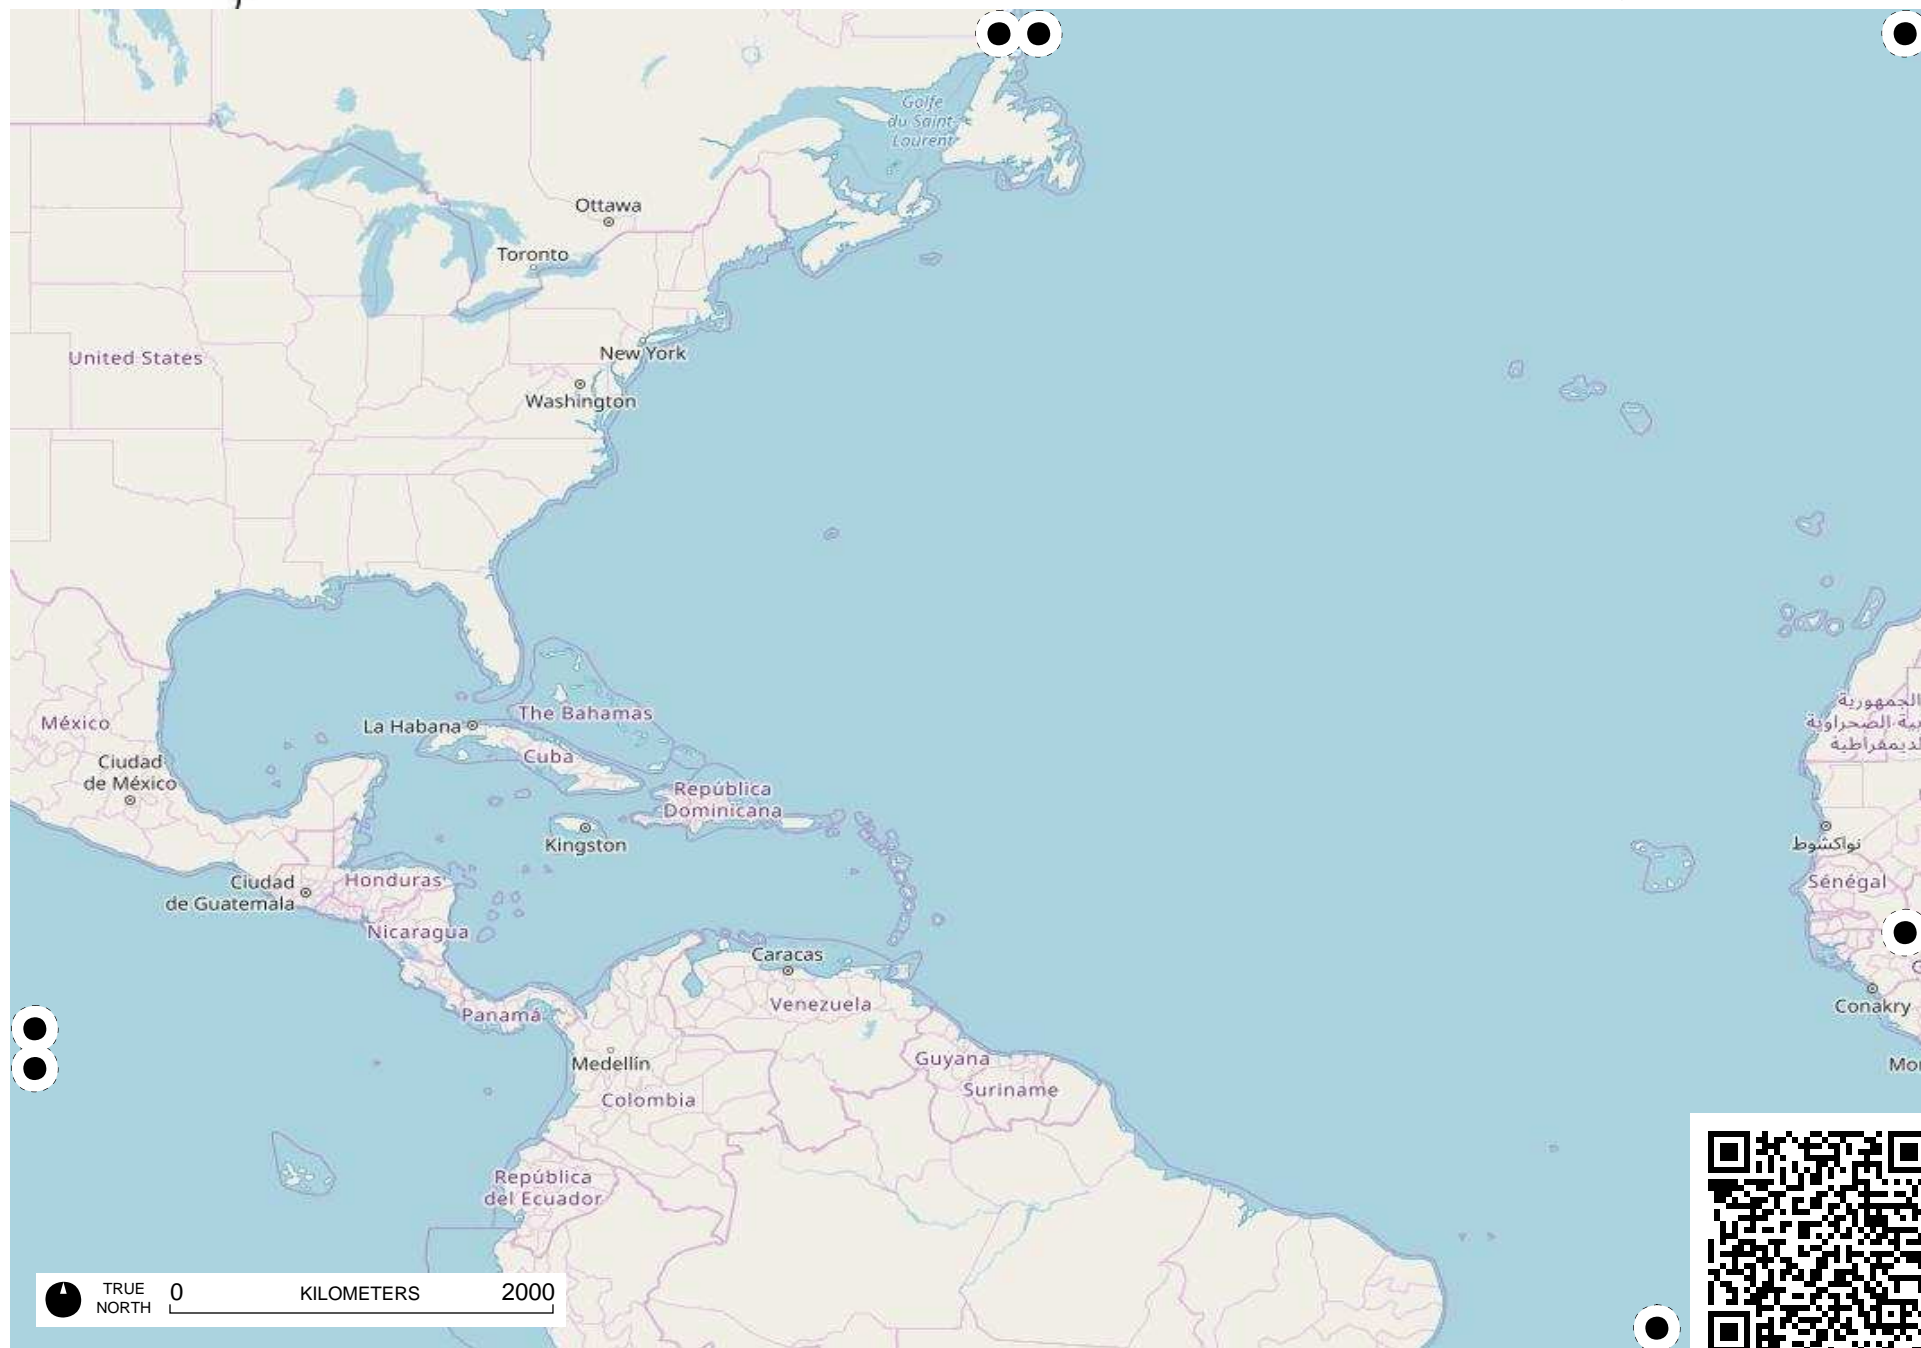 Golfe
du Saint-
Lourent
Ottawa
Toronto
United States
New York
Washington
México
La Habana
The Bahamas
Cuba
Ciudad
de México
República
Dominicana
Kingston
Ciudad
de Guatemala
Honduras
Nicaragua
Caracas
Venezuela
Panamá
Medellín
Colombia
Guyana
Suriname
República
del Ecuador
نواكشوط
Sénégal
Conakry
TRUE
NORTH
0
KILOMETERS
2000